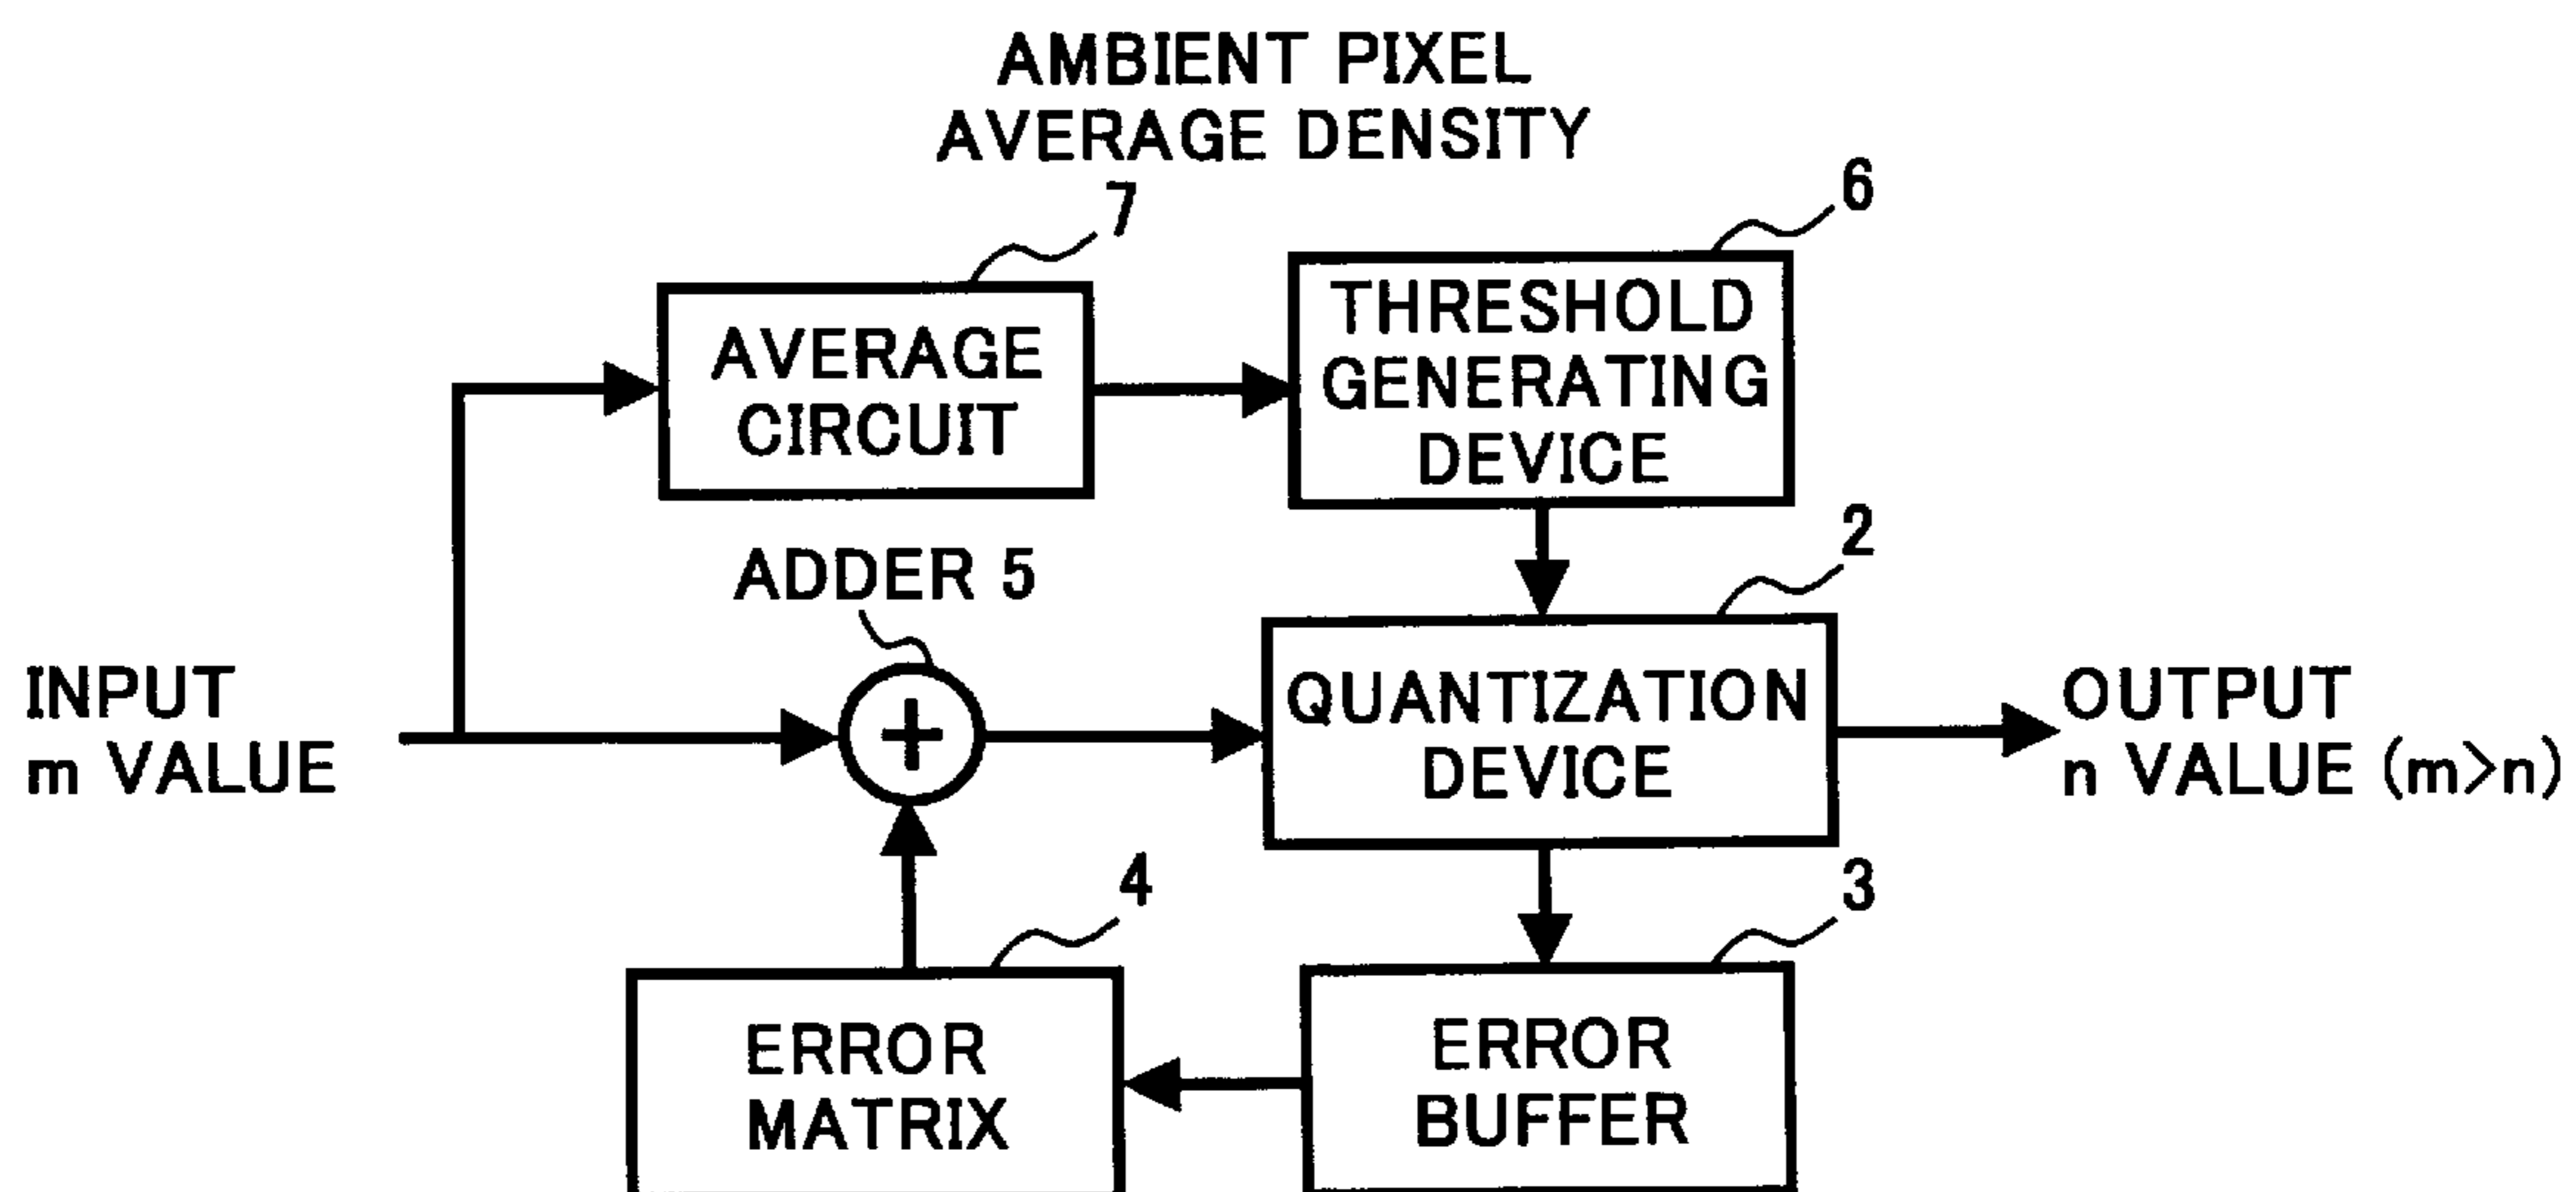 AMBIENT PIXEL
AVERAGE DENSITY
7
6
AVERAGE
CIRCUIT
THRESHOLD
GENERATING
DEVICE
ADDER 5
2
INPUT
m VALUE
+
QUANTIZATION
DEVICE
OUTPUT
n VALUE (m>n)
4
3
ERROR
MATRIX
ERROR
BUFFER